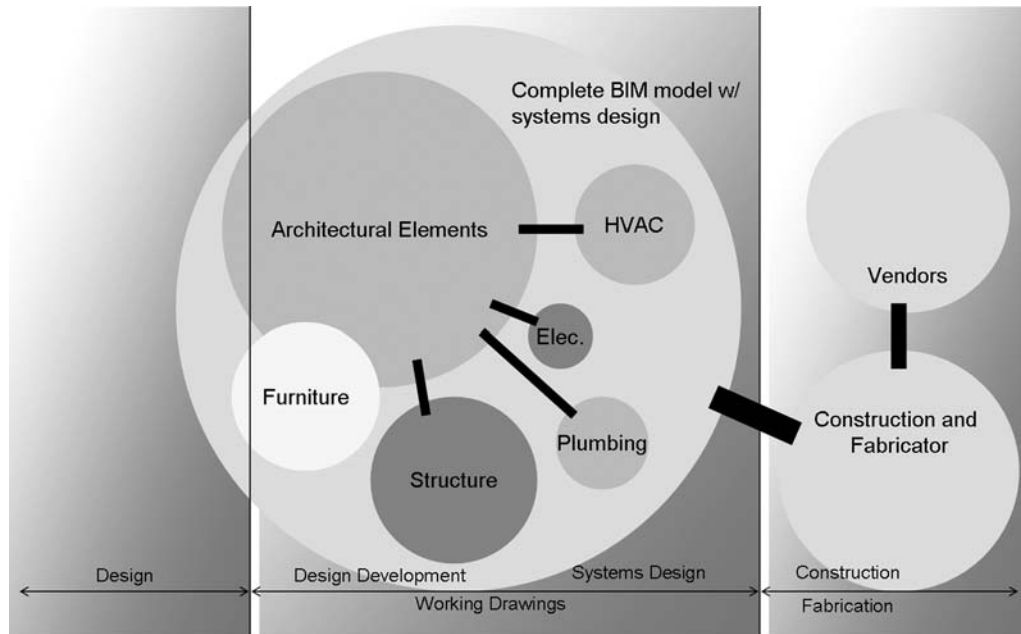 Complete BIM model w/
systems design
Architectural Elements
HVAC
Vendors
Elec.
Furniture
Construction and
Fabricator
Plumbing
Structure
Design
Design Development
Systems Design
Construction
Working Drawings
Fabrication